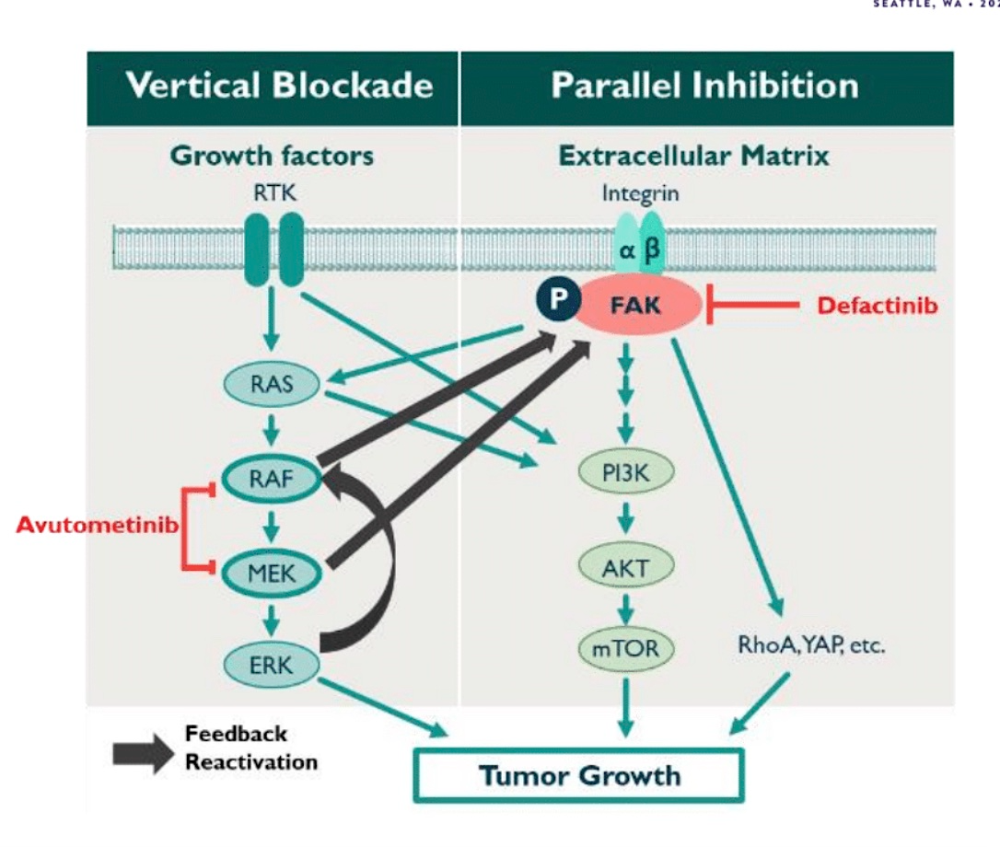 SEATTLE, WA •
Vertical Blockade
Parallel Inhibition
Growth factors
RTK
Extracellular Matrix
Integrin
α β
P
FAK
Defactinib
RAS
RAF
PI3K
Avutometinib
MEK
AKT
ERK
mTOR
RhoA, YAP, etc.
Feedback
Reactivation
Tumor Growth